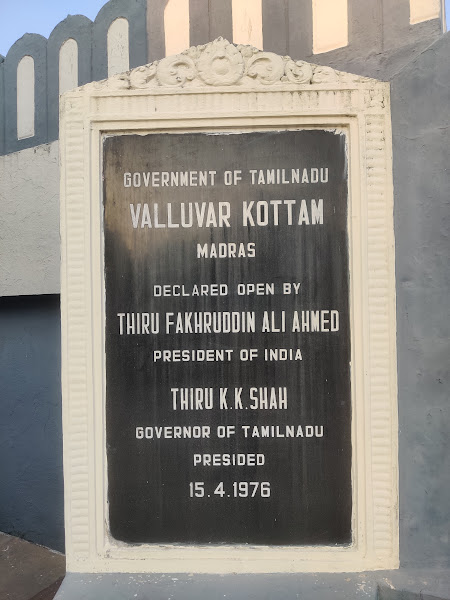 GOVERNMENT OF TAMILNADU
VALLUVAR KOTTAM
MADRAS
DECLARED OPEN BY
THIRU FAKHRUDDIN ALI AHMED
PRESIDENT OF INDIA
THIRU K.K.SHAH
GOVERNOR OF TAMILNADU
PRESIDED
15.4.1976